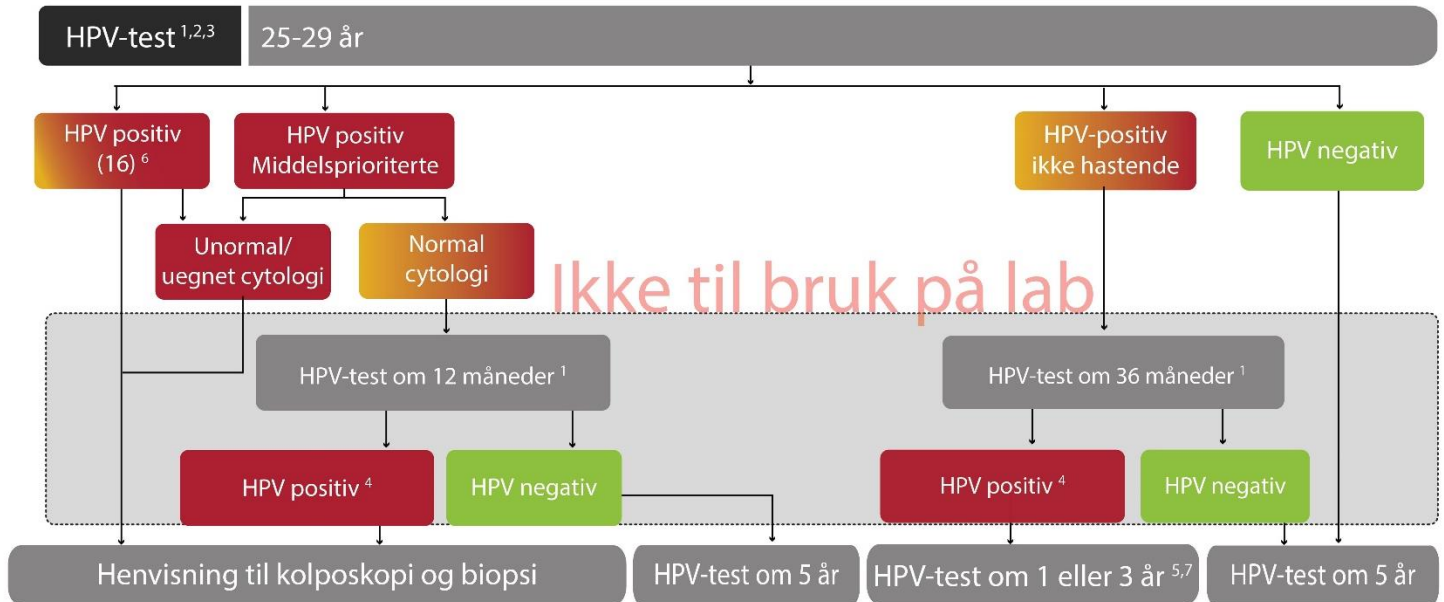 HPV-test 1,2,3
25-29 år
HPV positiv
(16) 6
HPV positiv
Middelsprioriterte
HPV-positiv
ikke hastende
HPV negativ
Unormal/
uegnet cytologi
Normal
cytologi
Ikke til bruk på lab
HPV-test om 12 måneder 1
HPV-test om 36 måneder 1
HPV positiv 4
HPV negativ
HPV positiv 4
HPV negativ
Henvisning til kolposkopi og biopsi
HPV-test om 5 år
HPV-test om 1 eller 3 år 5,7
HPV-test om 5 år